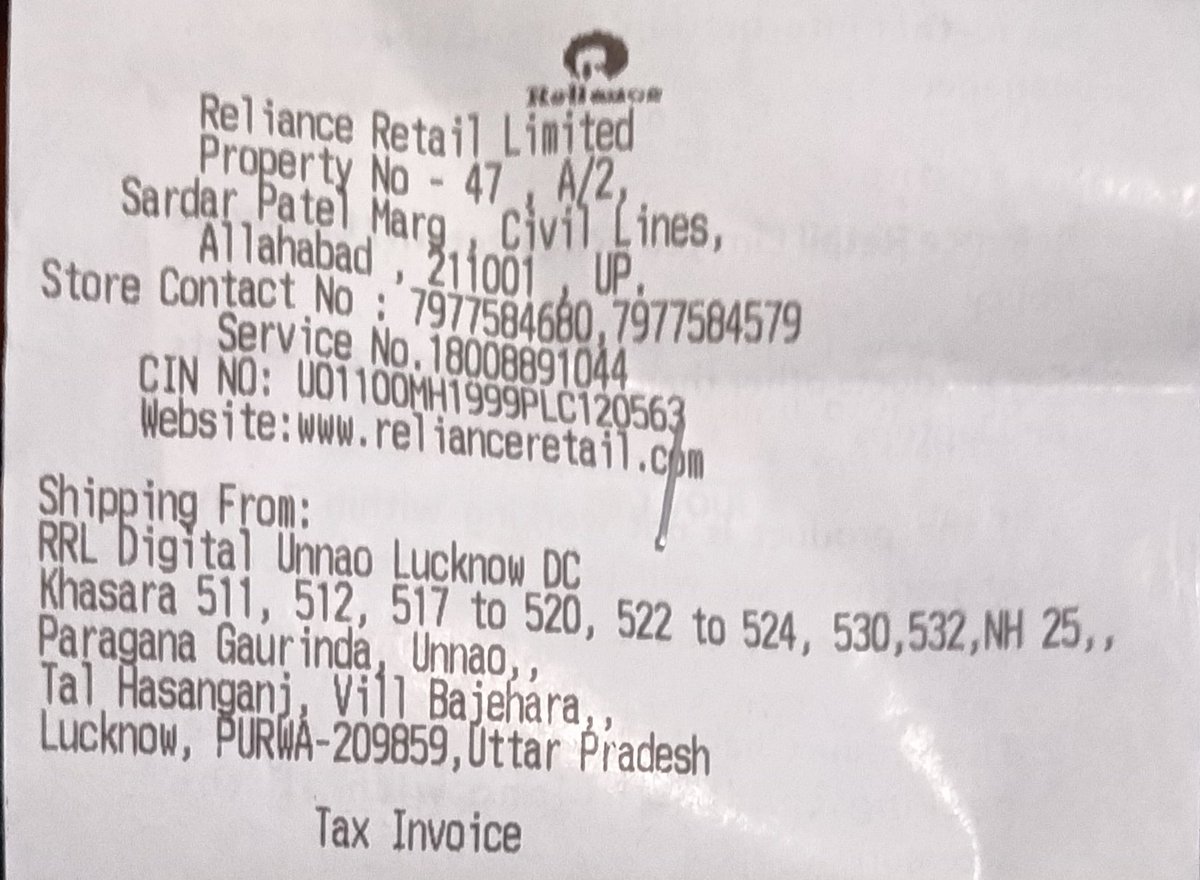 Reliance
Reliance Retail Limited
Property No - 47 , A/2,
Sardar Patel Marg , Civil Lines,
Allahabad , 211001 , UP.
Store Contact No : 7977584680,7977584579
Service No.18008891044
CIN NO: U01100MH1999PLC120563
Website:www.relianceretail.com
Shipping From:
RRL Digital Unnao Lucknow DC
Khasara 511, 512, 517 to 520, 522 to 524, 530,532,NH 25,,
Paragana Gaurinda, Unnao,,
Tal Hasanganj, Vill Bajehara,,
Lucknow, PURWA-209859,Uttar Pradesh
Tax Invoice